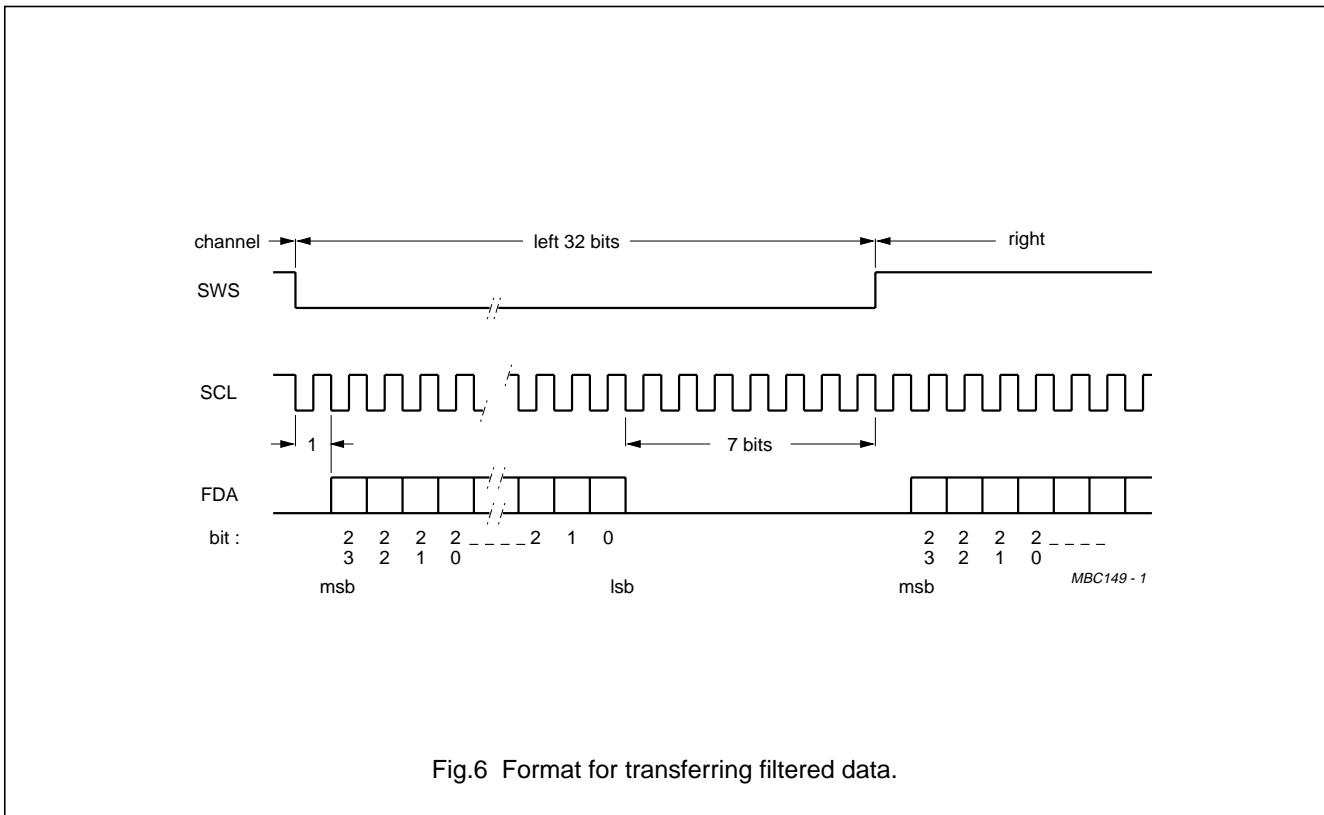 channel left 32 bits right
SWS
SCL
1 7 bits
FDA
bit : 2 2 2 2 _ _ _ _ 2 1 0 2 2 2 2 _ _ _ _
3 2 1 0 3 2 1 0
msb lsb msb MBC149 - 1
Fig.6 Format for transferring filtered data.